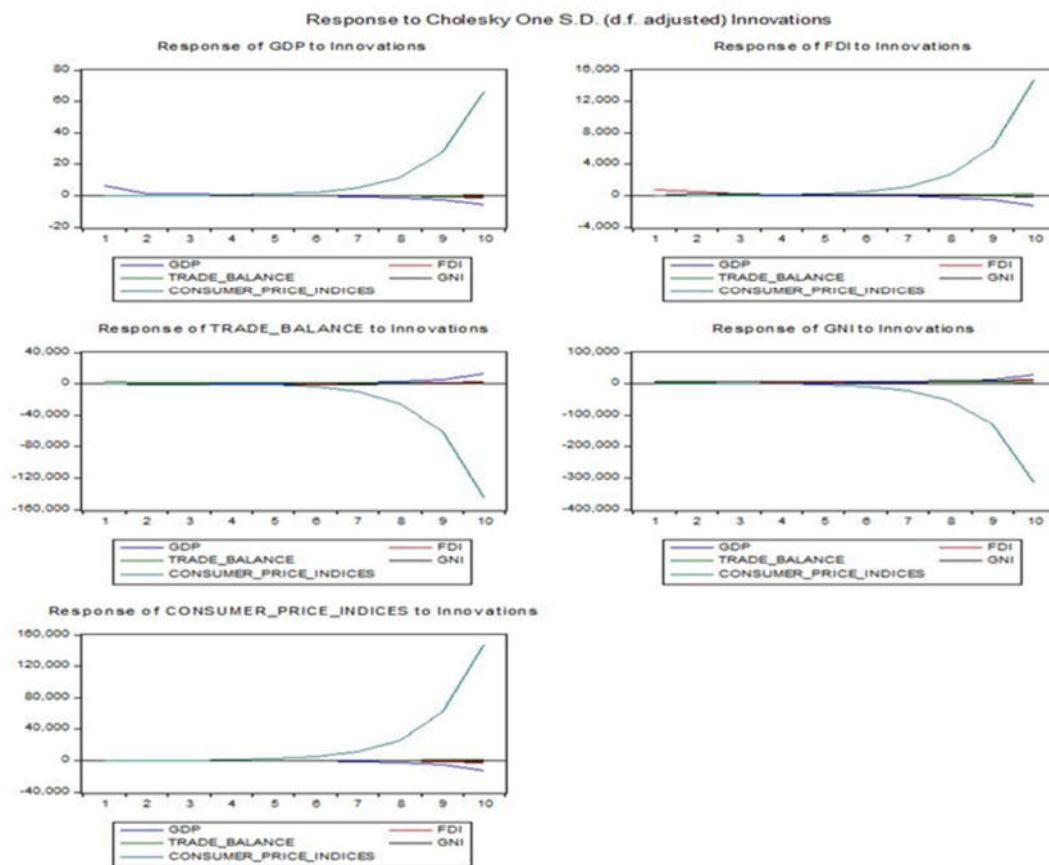 Response to Cholesky One S.D. (d.f. adjusted) Innovations
Response of GDP to Innovations
80
60
40
20
0
-20
1 2 3 4 5 6 7 8 9 10
GDP FDI
TRADE_BALANCE GNI
CONSUMER_PRICE_INDICES
Response of FDI to Innovations
16,000
12,000
8,000
4,000
0
-4,000
1 2 3 4 5 6 7 8 9 10
GDP FDI
TRADE_BALANCE GNI
CONSUMER_PRICE_INDICES
Response of TRADE_BALANCE to Innovations
40,000
0
-40,000
-80,000
-120,000
-160,000
1 2 3 4 5 6 7 8 9 10
GDP FDI
TRADE_BALANCE GNI
CONSUMER_PRICE_INDICES
Response of GNI to Innovations
100,000
0
-100,000
-200,000
-300,000
-400,000
1 2 3 4 5 6 7 8 9 10
GDP FDI
TRADE_BALANCE GNI
CONSUMER_PRICE_INDICES
Response of CONSUMER_PRICE_INDICES to Innovations
160,000
120,000
80,000
40,000
0
-40,000
1 2 3 4 5 6 7 8 9 10
GDP FDI
TRADE_BALANCE GNI
CONSUMER_PRICE_INDICES